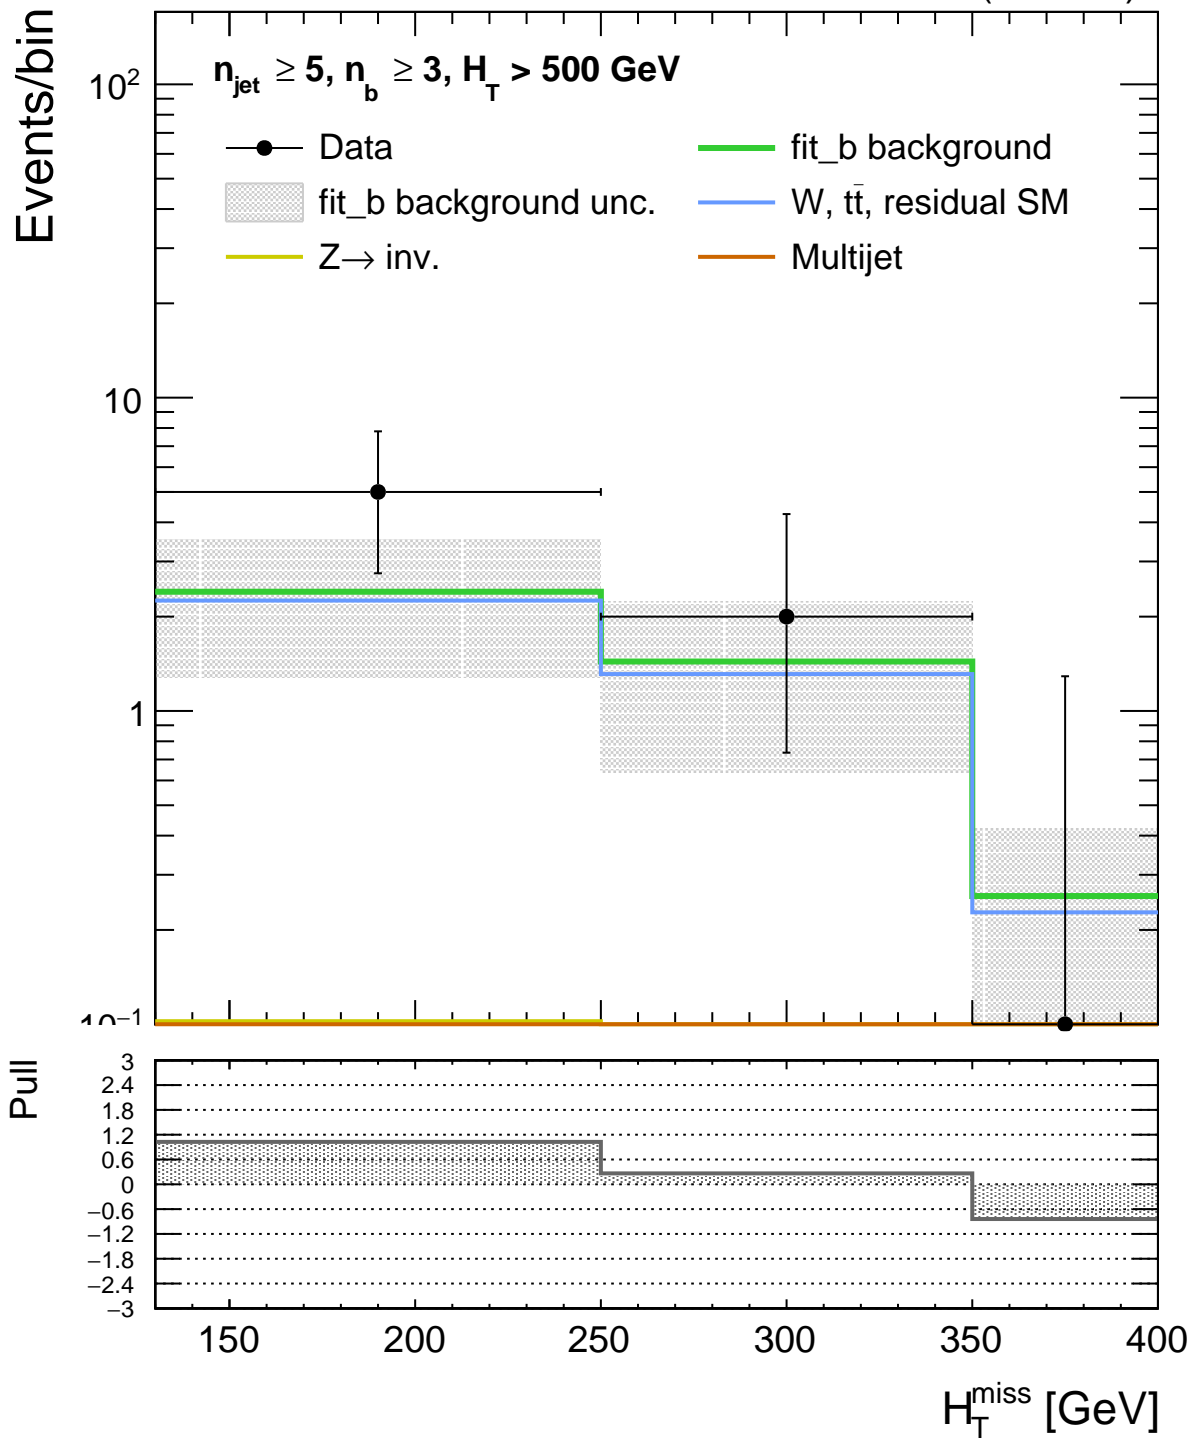 n_jet ≥ 5, n_b ≥ 3, H_T > 500 GeV
Data
fit_b background
fit_b background unc.
W, tt̄, residual SM
Z→ inv.
Multijet
Events/bin
10²
10
1
10⁻¹
Pull
3
2.4
1.8
1.2
0.6
0
−0.6
−1.2
−1.8
−2.4
−3
150 200 250 300 350 400
H_T^miss [GeV]